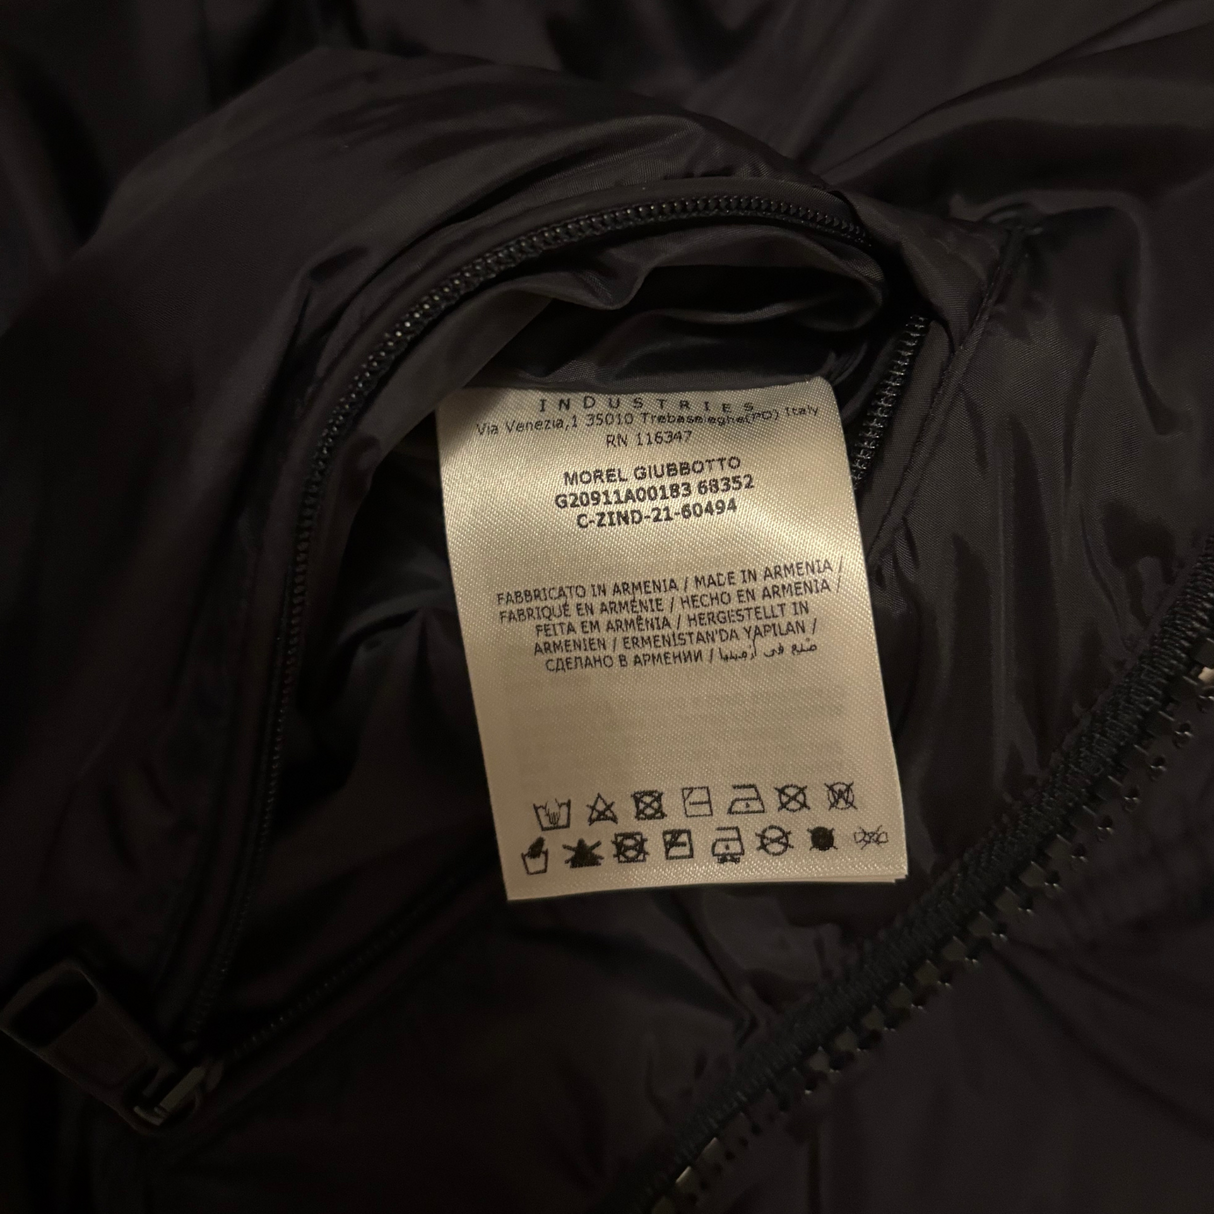 INDUSTRIES
Via Venezia,1 35010 Trebaseleghe(PD) Italy
RN 116347
MOREL GIUBBOTTO
G20911A00183 68352
C-ZIND-21-60494
FABBRICATO IN ARMENIA / MADE IN ARMENIA /
FABRIQUÉ EN ARMÉNIE / HECHO EN ARMENIA /
FEITA EM ARMÊNIA / HERGESTELLT IN
ARMENIEN / ERMENISTAN'DA YAPILAN /
СДЕЛАНО В АРМЕНИИ / صُنِع في أرمينيا